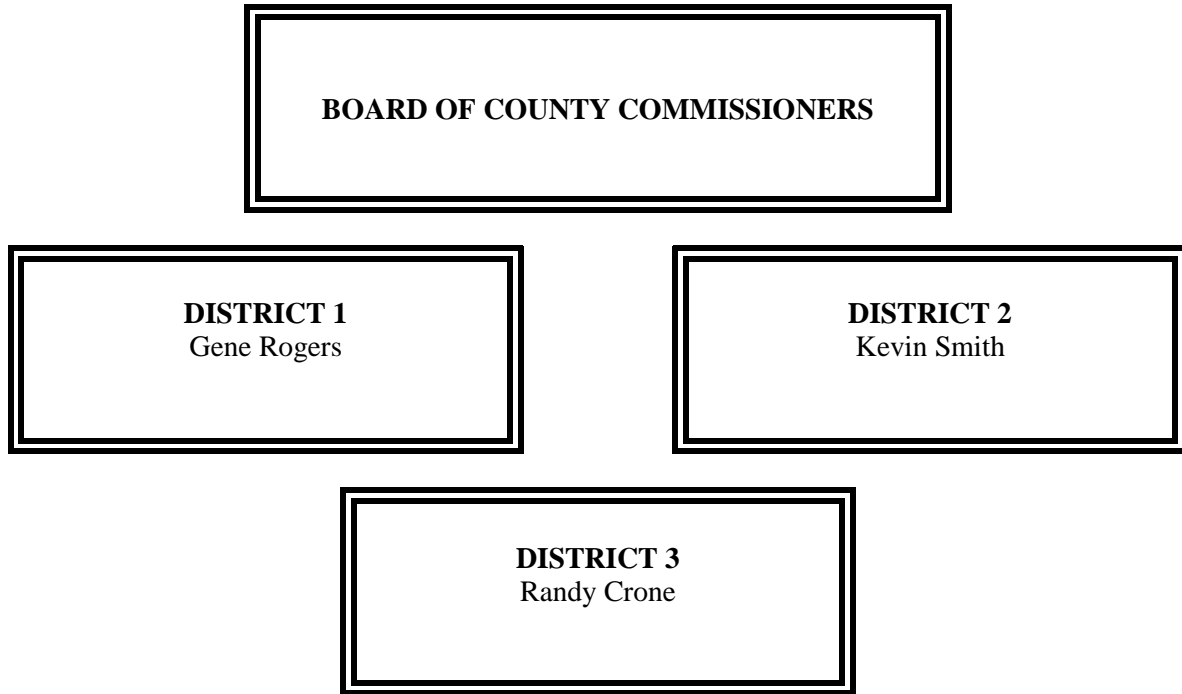 BOARD OF COUNTY COMMISSIONERS
DISTRICT 1
Gene Rogers
DISTRICT 2
Kevin Smith
DISTRICT 3
Randy Crone